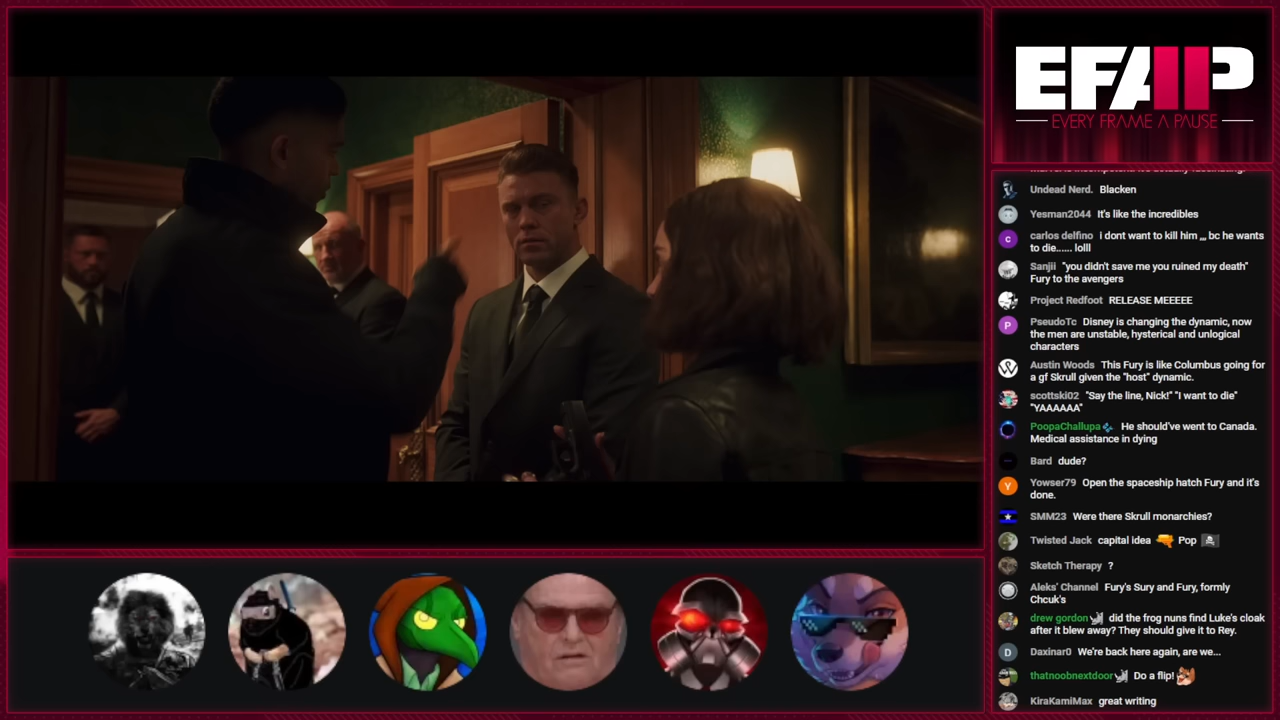 EFAP
EVERY FRAME A PAUSE
Undead Nerd. Blacken
Yesman2044 It's like the incredibles
carlos delfino i dont want to kill him ,,, bc he wants
to die...... lolll
Sanjii "you didn't save me you ruined my death"
Fury to the avengers
Project Redfoot RELEASE MEEEEE
PseudoTc Disney is changing the dynamic, now
the men are unstable, hysterical and unlogical
characters
Austin Woods This Fury is like Columbus going for
a gf Skrull given the "host" dynamic.
scottski02 "Say the line, Nick!" "I want to die"
"YAAAAAA"
PoopaChallupa He should've went to Canada.
Medical assistance in dying
Bard dude?
Yowser79 Open the spaceship hatch Fury and it's
done.
SMM23 Were there Skrull monarchies?
Twisted Jack capital idea Pop
Sketch Therapy ?
Aleks' Channel Fury's Sury and Fury, formly
Chcuk's
drew gordon did the frog nuns find Luke's cloak
after it blew away? They should give it to Rey.
Daxinar0 We're back here again, are we...
thatnoobnextdoor Do a flip!
KiraKamiMax great writing